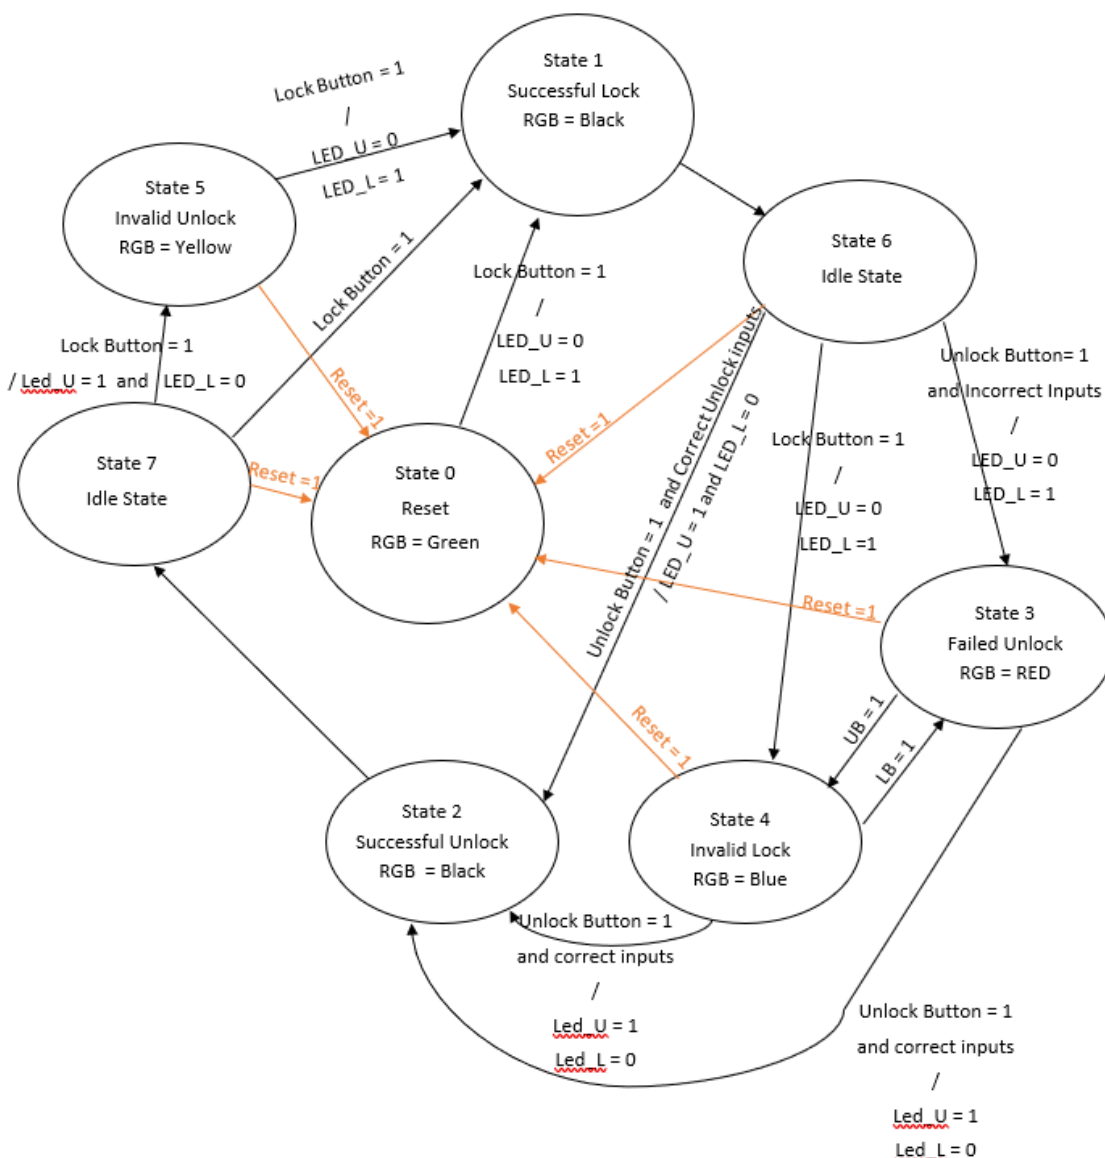 State 1
Successful Lock
RGB = Black
Lock Button = 1
/
LED_U = 0
LED_L = 1
State 5
Invalid Unlock
RGB = Yellow
State 6
Idle State
Lock Button = 1
Lock Button = 1
/
LED_U = 0
LED_L = 1
Lock Button = 1
/ Led_U = 1 and LED_L = 0
Reset =1
Reset =1
Unlock Button = 1 and Correct Unlock inputs
/ LED_U = 1 and LED_L = 0
Unlock Button= 1
and Incorrect Inputs
/
LED_U = 0
LED_L = 1
Lock Button = 1
/
LED_U = 0
LED_L =1
State 7
Idle State
Reset =1
State 0
Reset
RGB = Green
Reset =1
State 3
Failed Unlock
RGB = RED
Reset = 1
UB = 1
LB = 1
State 2
Successful Unlock
RGB = Black
State 4
Invalid Lock
RGB = Blue
Unlock Button = 1
and correct inputs
/
Led_U = 1
Led_L = 0
Unlock Button = 1
and correct inputs
/
Led_U = 1
Led_L = 0